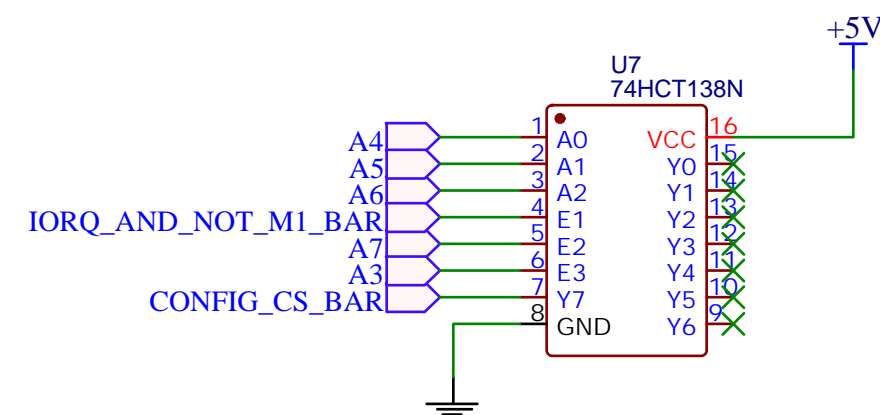 +5V
U7
74HCT138N
A4 1 A0 VCC 16
A5 2 A1 Y0 15
A6 3 A2 Y1 14
IORQ_AND_NOT_M1_BAR 4 E1 Y2 13
A7 5 E2 Y3 12
A3 6 E3 Y4 11
CONFIG_CS_BAR 7 Y7 Y5 10
8 GND Y6 9